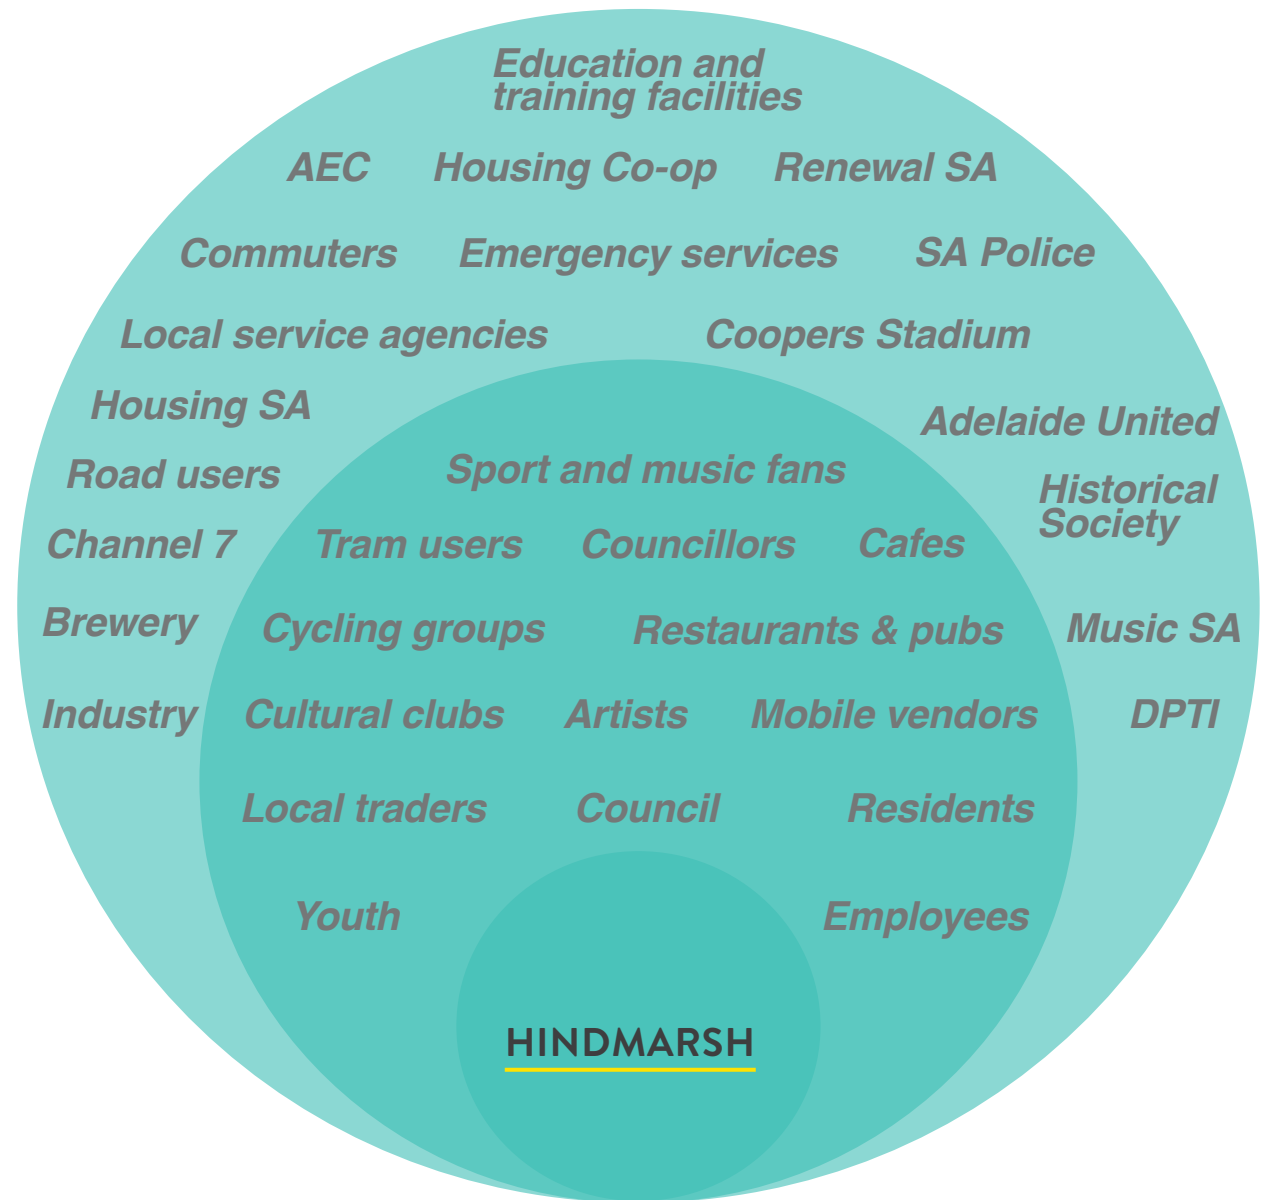 Education and
training facilities
AEC Housing Co-op Renewal SA
Commuters Emergency services SA Police
Local service agencies Coopers Stadium
Housing SA Adelaide United
Road users Sport and music fans Historical
Society
Channel 7 Tram users Councillors Cafes
Brewery Cycling groups Restaurants & pubs Music SA
Industry Cultural clubs Artists Mobile vendors DPTI
Local traders Council Residents
Youth Employees
HINDMARSH